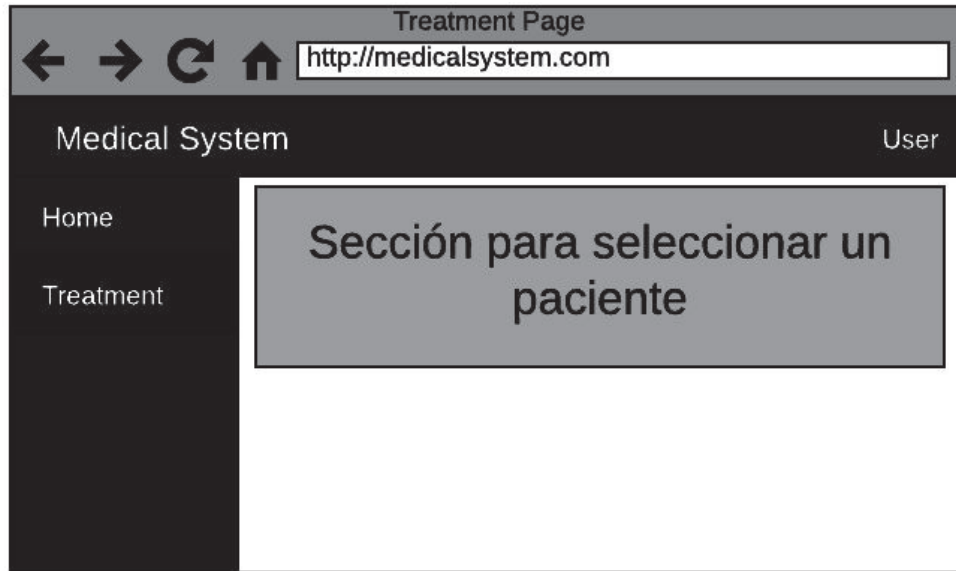 Treatment Page
http://medicalsystem.com
Medical System
User
Home
Treatment
Sección para seleccionar un
paciente